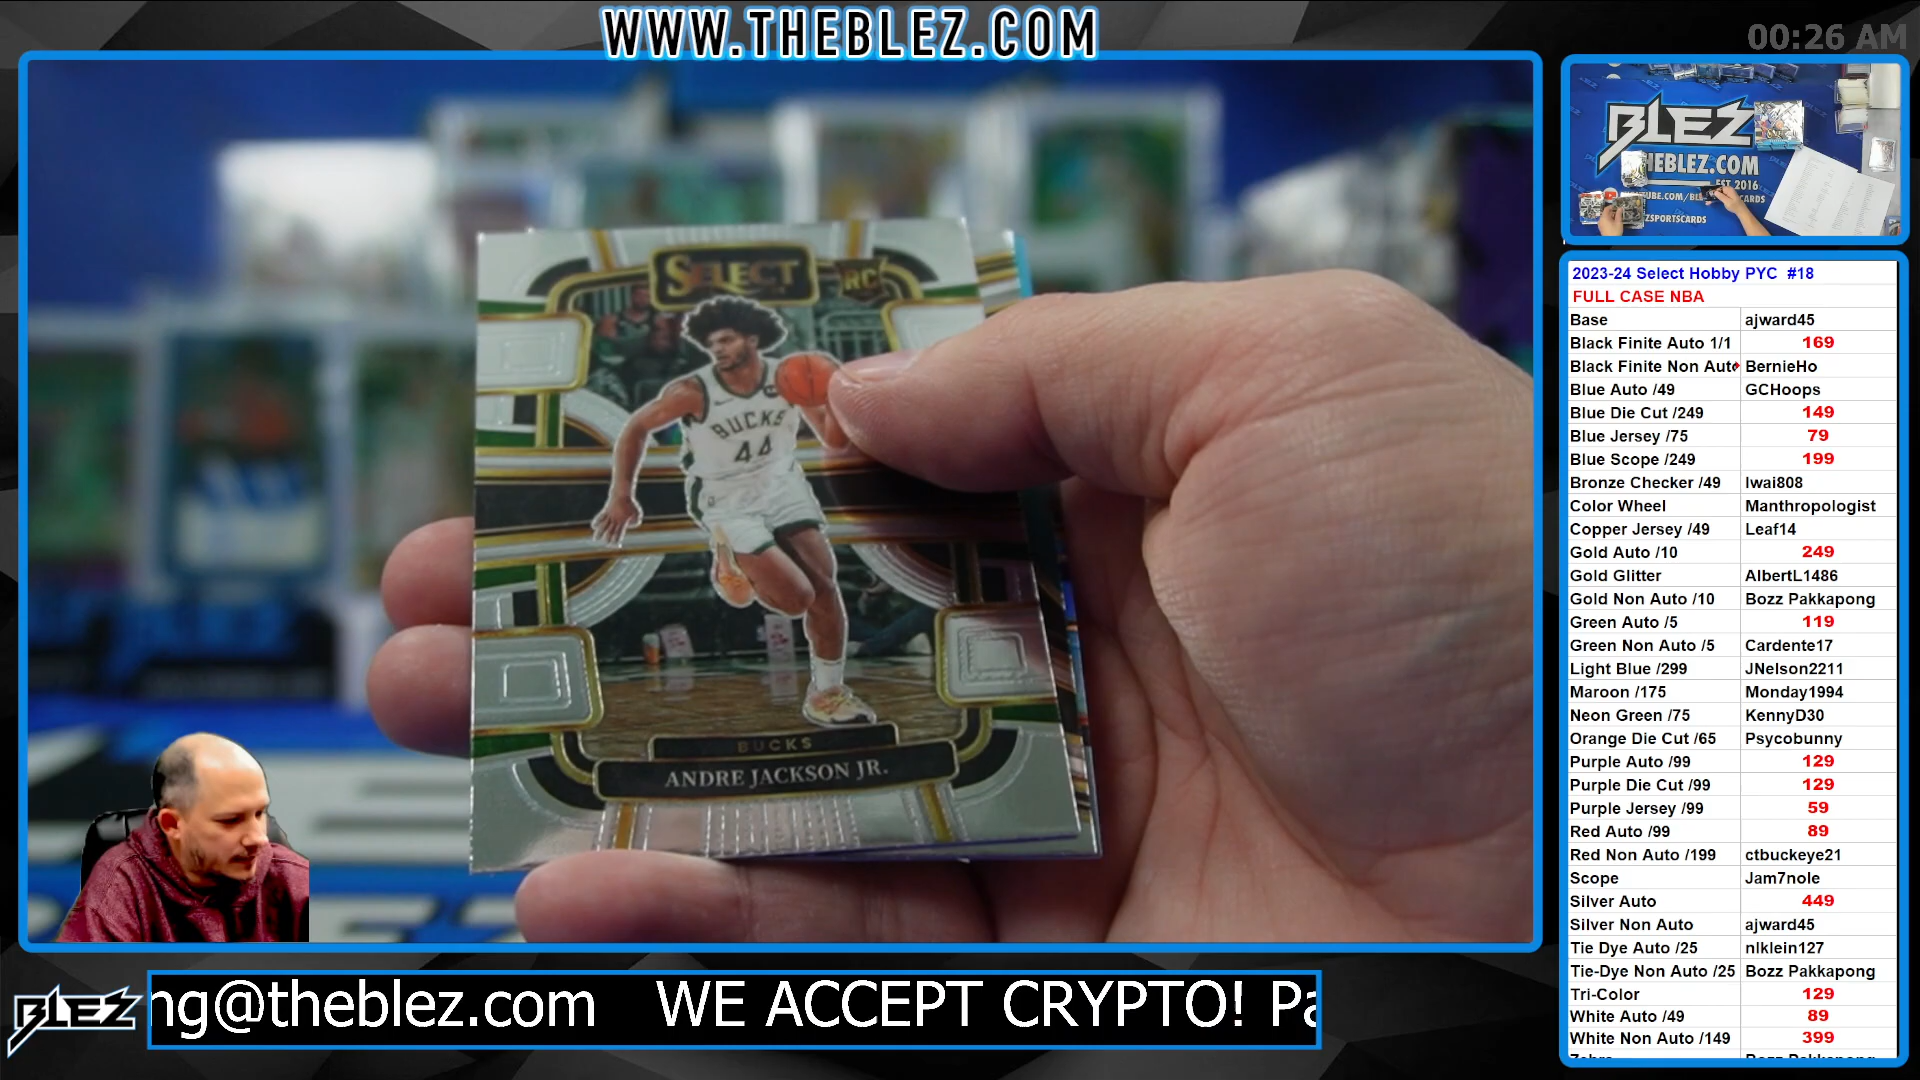 WWW.THEBLEZ.COM
00:26 AM
BLEZ
THEBLEZ.COM
EST 2016
ZSPORTSCARDS
SELECT
RC
BUCKS
44
BUCKS
ANDRE JACKSON JR.
2023-24 Select Hobby PYC #18
FULL CASE NBA
Base ajward45
Black Finite Auto 1/1 169
Black Finite Non Aut BernieHo
Blue Auto /49 GCHoops
Blue Die Cut /249 149
Blue Jersey /75 79
Blue Scope /249 199
Bronze Checker /49 Iwai808
Color Wheel Manthropologist
Copper Jersey /49 Leaf14
Gold Auto /10 249
Gold Glitter AlbertL1486
Gold Non Auto /10 Bozz Pakkapong
Green Auto /5 119
Green Non Auto /5 Cardente17
Light Blue /299 JNelson2211
Maroon /175 Monday1994
Neon Green /75 KennyD30
Orange Die Cut /65 Psycobunny
Purple Auto /99 129
Purple Die Cut /99 129
Purple Jersey /99 59
Red Auto /99 89
Red Non Auto /199 ctbuckeye21
Scope Jam7nole
Silver Auto 449
Silver Non Auto ajward45
Tie Dye Auto /25 nlklein127
Tie-Dye Non Auto /25 Bozz Pakkapong
Tri-Color 129
White Auto /49 89
White Non Auto /149 399
BLEZ
ng@theblez.com WE ACCEPT CRYPTO! Pa